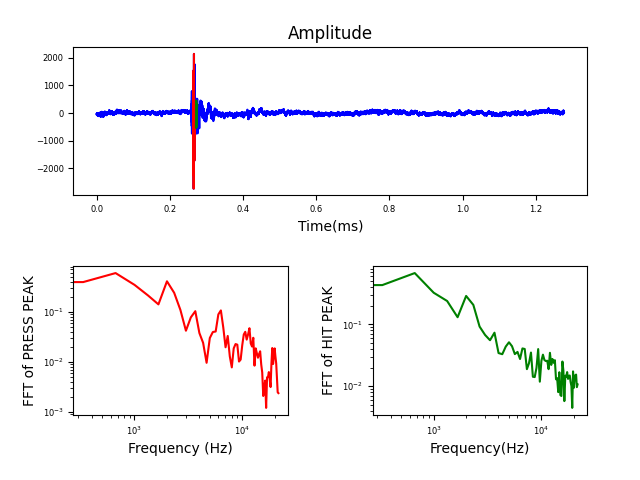 Amplitude
2000
1000
0
−1000
−2000
0.0 0.2 0.4 0.6 0.8 1.0 1.2
Time(ms)
FFT of PRESS PEAK
10⁻¹
10⁻²
10⁻³
10³ 10⁴
Frequency (Hz)
FFT of HIT PEAK
10⁻¹
10⁻²
10³ 10⁴
Frequency(Hz)